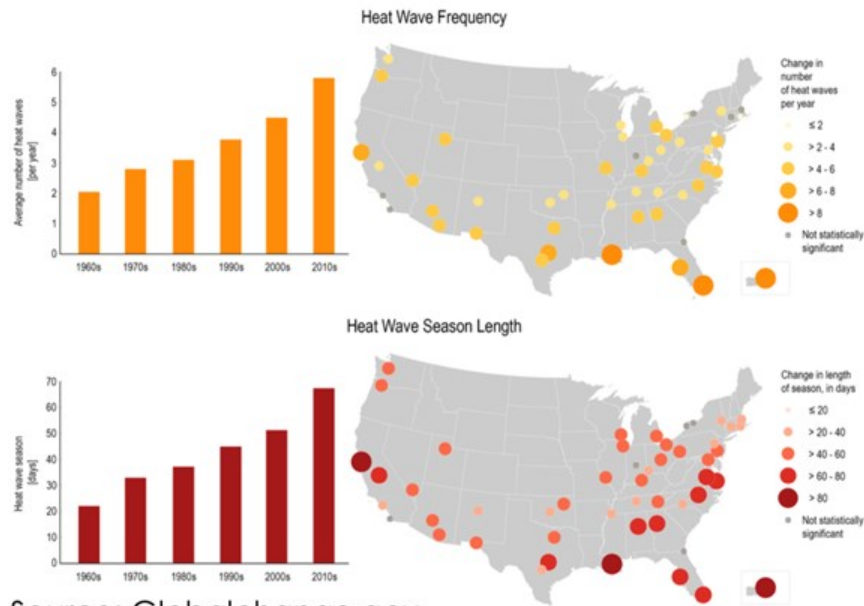 Heat Wave Frequency
6
5
4
3
2
1
0
Average number of heat waves
[per year]
1960s 1970s 1980s 1990s 2000s 2010s
Change in
number
of heat waves
per year
≤ 2
> 2 - 4
> 4 - 6
> 6 - 8
> 8
Not statistically
significant
Heat Wave Season Length
70
60
50
40
30
20
10
0
Heat wave season
[days]
1960s 1970s 1980s 1990s 2000s 2010s
Change in length
of season, in days
≤ 20
> 20 - 40
> 40 - 60
> 60 - 80
> 80
Not statistically
significant